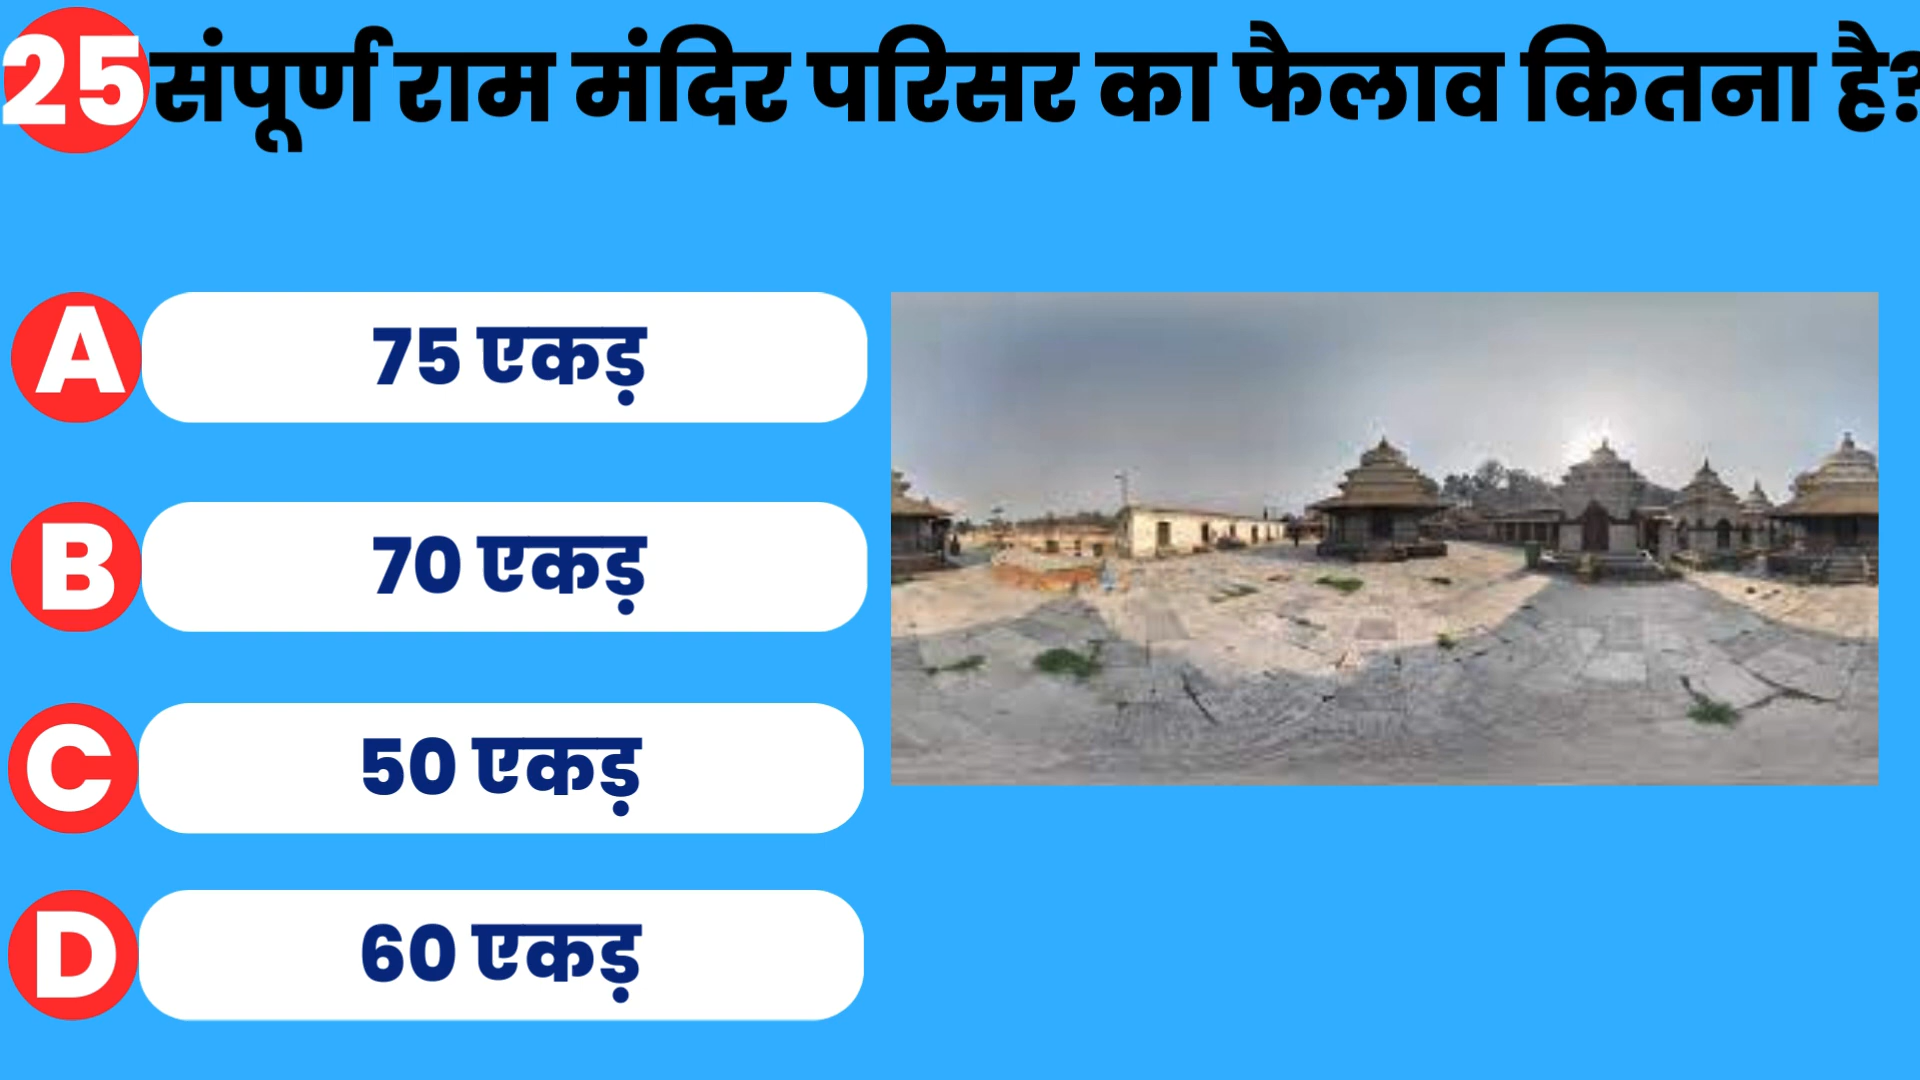 25 संपूर्ण राम मंदिर परिसर का फैलाव कितना है?
A 75 एकड़
B 70 एकड़
C 50 एकड़
D 60 एकड़